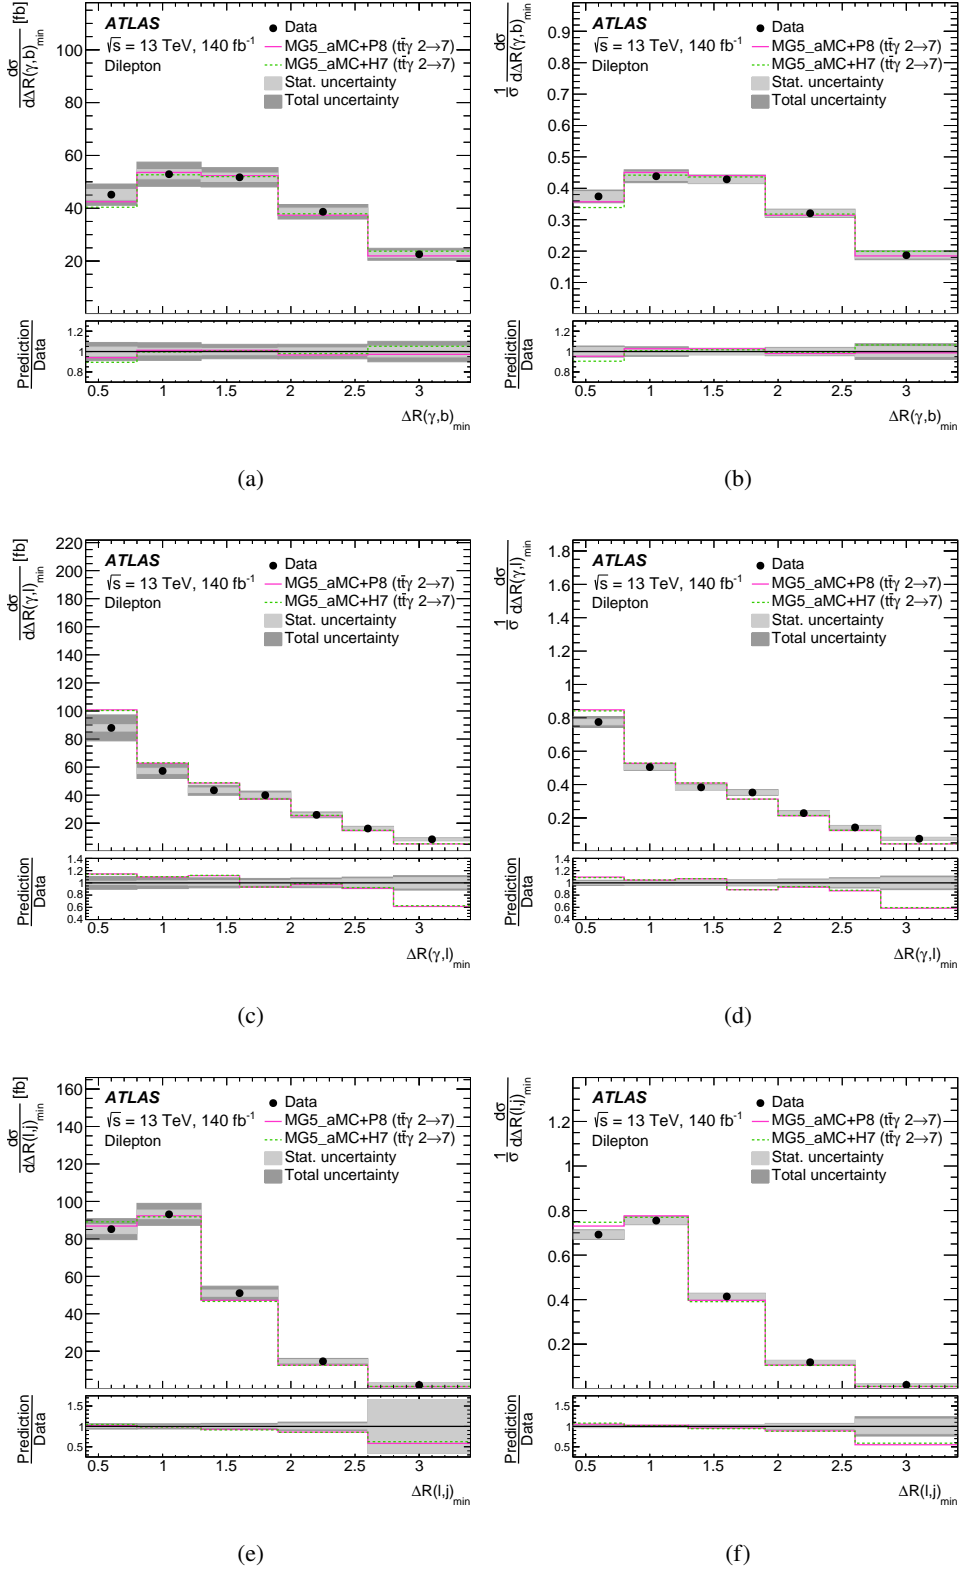 dσ/dΔR(γ,b)min [fb]
ATLAS
√s = 13 TeV, 140 fb-1
Dilepton
Data
MG5_aMC+P8 (tt̄γ 2→7)
MG5_aMC+H7 (tt̄γ 2→7)
Stat. uncertainty
Total uncertainty
100
80
60
40
20
Prediction/Data
1.2
1
0.8
0.5 1 1.5 2 2.5 3
ΔR(γ,b)min
(a)
1/σ dσ/dΔR(γ,b)min
ATLAS
√s = 13 TeV, 140 fb-1
Dilepton
Data
MG5_aMC+P8 (tt̄γ 2→7)
MG5_aMC+H7 (tt̄γ 2→7)
Stat. uncertainty
Total uncertainty
0.9
0.8
0.7
0.6
0.5
0.4
0.3
0.2
0.1
Prediction/Data
1.2
1
0.8
0.5 1 1.5 2 2.5 3
ΔR(γ,b)min
(b)
dσ/dΔR(γ,l)min [fb]
ATLAS
√s = 13 TeV, 140 fb-1
Dilepton
Data
MG5_aMC+P8 (tt̄γ 2→7)
MG5_aMC+H7 (tt̄γ 2→7)
Stat. uncertainty
Total uncertainty
220
200
180
160
140
120
100
80
60
40
20
Prediction/Data
1.4
1.2
1
0.8
0.6
0.4
0.5 1 1.5 2 2.5 3
ΔR(γ,l)min
(c)
1/σ dσ/dΔR(γ,l)min
ATLAS
√s = 13 TeV, 140 fb-1
Dilepton
Data
MG5_aMC+P8 (tt̄γ 2→7)
MG5_aMC+H7 (tt̄γ 2→7)
Stat. uncertainty
Total uncertainty
1.8
1.6
1.4
1.2
1
0.8
0.6
0.4
0.2
Prediction/Data
1.4
1.2
1
0.8
0.6
0.4
0.5 1 1.5 2 2.5 3
ΔR(γ,l)min
(d)
dσ/dΔR(l,j)min [fb]
ATLAS
√s = 13 TeV, 140 fb-1
Dilepton
Data
MG5_aMC+P8 (tt̄γ 2→7)
MG5_aMC+H7 (tt̄γ 2→7)
Stat. uncertainty
Total uncertainty
160
140
120
100
80
60
40
20
Prediction/Data
1.5
1
0.5
0.5 1 1.5 2 2.5 3
ΔR(l,j)min
(e)
1/σ dσ/dΔR(l,j)min
ATLAS
√s = 13 TeV, 140 fb-1
Dilepton
Data
MG5_aMC+P8 (tt̄γ 2→7)
MG5_aMC+H7 (tt̄γ 2→7)
Stat. uncertainty
Total uncertainty
1.2
1
0.8
0.6
0.4
0.2
Prediction/Data
1.5
1
0.5
0.5 1 1.5 2 2.5 3
ΔR(l,j)min
(f)